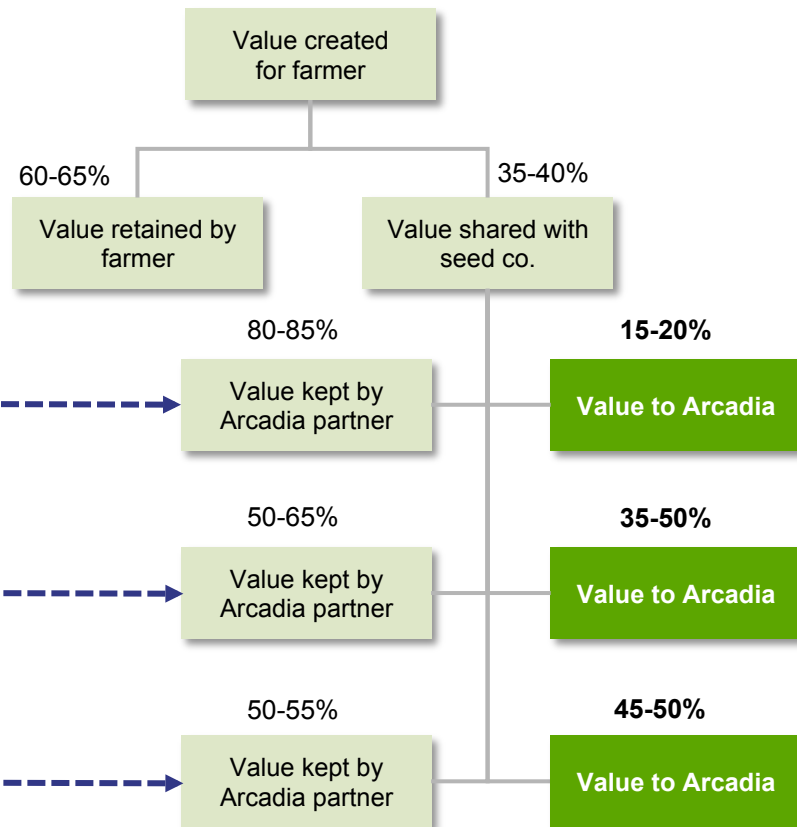 Value created
for farmer
60-65%
35-40%
Value retained by
farmer
Value shared with
seed co.
80-85%
15-20%
Value kept by
Arcadia partner
Value to Arcadia
50-65%
35-50%
Value kept by
Arcadia partner
Value to Arcadia
50-55%
45-50%
Value kept by
Arcadia partner
Value to Arcadia